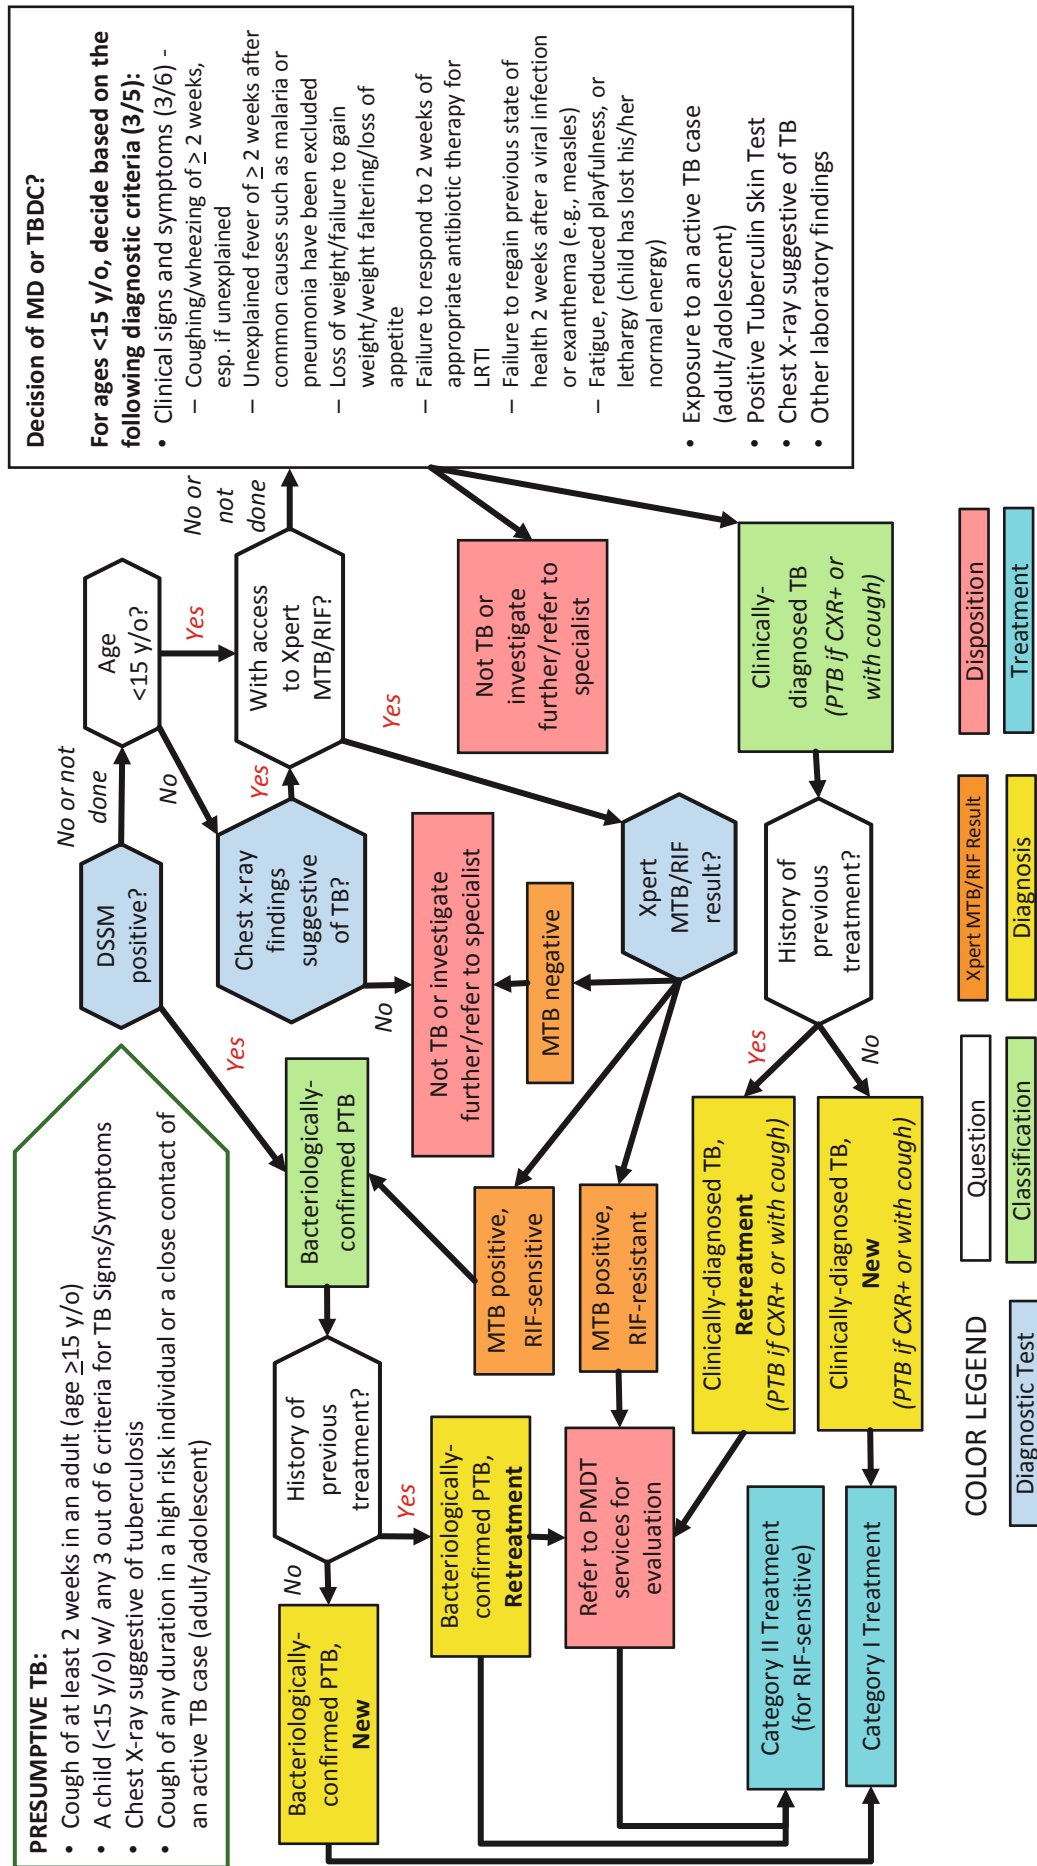 PRESUMPTIVE TB:
• Cough of at least 2 weeks in an adult (age ≥15 y/o)
• A child (<15 y/o) w/ any 3 out of 6 criteria for TB Signs/Symptoms
• Chest X-ray suggestive of tuberculosis
• Cough of any duration in a high risk individual or a close contact of
an active TB case (adult/adolescent)
DSSM
positive?
No or not
done
Age
<15 y/o?
Yes
No
Yes
Chest x-ray
findings
suggestive
of TB?
Yes
No
With access
to Xpert
MTB/RIF?
No or
not
done
Yes
Decision of MD or TBDC?
For ages <15 y/o, decide based on the
following diagnostic criteria (3/5):
• Clinical signs and symptoms (3/6) -
– Coughing/wheezing of ≥ 2 weeks,
esp. if unexplained
– Unexplained fever of ≥ 2 weeks after
common causes such as malaria or
pneumonia have been excluded
– Loss of weight/failure to gain
weight/weight faltering/loss of
appetite
– Failure to respond to 2 weeks of
appropriate antibiotic therapy for
LRTI
– Failure to regain previous state of
health 2 weeks after a viral infection
or exanthema (e.g., measles)
– Fatigue, reduced playfulness, or
lethargy (child has lost his/her
normal energy)
• Exposure to an active TB case
(adult/adolescent)
• Positive Tuberculin Skin Test
• Chest X-ray suggestive of TB
• Other laboratory findings
Bacteriologically-
confirmed PTB
History of
previous
treatment?
No
Yes
Bacteriologically-
confirmed PTB,
New
Bacteriologically-
confirmed PTB,
Retreatment
Not TB or investigate
further/refer to specialist
MTB negative
MTB positive,
RIF-sensitive
MTB positive,
RIF-resistant
Xpert
MTB/RIF
result?
Not TB or
investigate
further/refer to
specialist
Refer to PMDT
services for
evaluation
Clinically-
diagnosed TB
(PTB if CXR+ or
with cough)
History of
previous
treatment?
Yes
No
Clinically-diagnosed TB,
Retreatment
(PTB if CXR+ or with cough)
Clinically-diagnosed TB,
New
(PTB if CXR+ or with cough)
Category II Treatment
(for RIF-sensitive)
Category I Treatment
COLOR LEGEND
Diagnostic Test
Question
Classification
Xpert MTB/RIF Result
Diagnosis
Disposition
Treatment